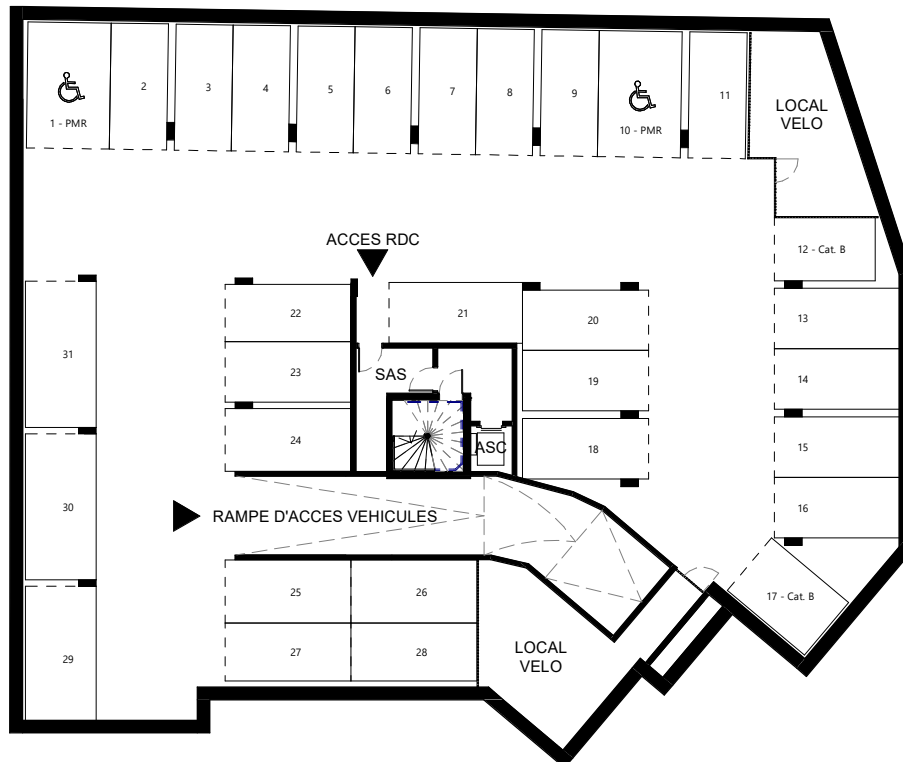 1 - PMR
2
3
4
5
6
7
8
9
10 - PMR
11
LOCAL
VELO
ACCES RDC
12 - Cat. B
31
22
21
20
13
23
SAS
19
14
24
ASC
18
15
30
RAMPE D'ACCES VEHICULES
16
25
26
17 - Cat. B
29
27
28
LOCAL
VELO